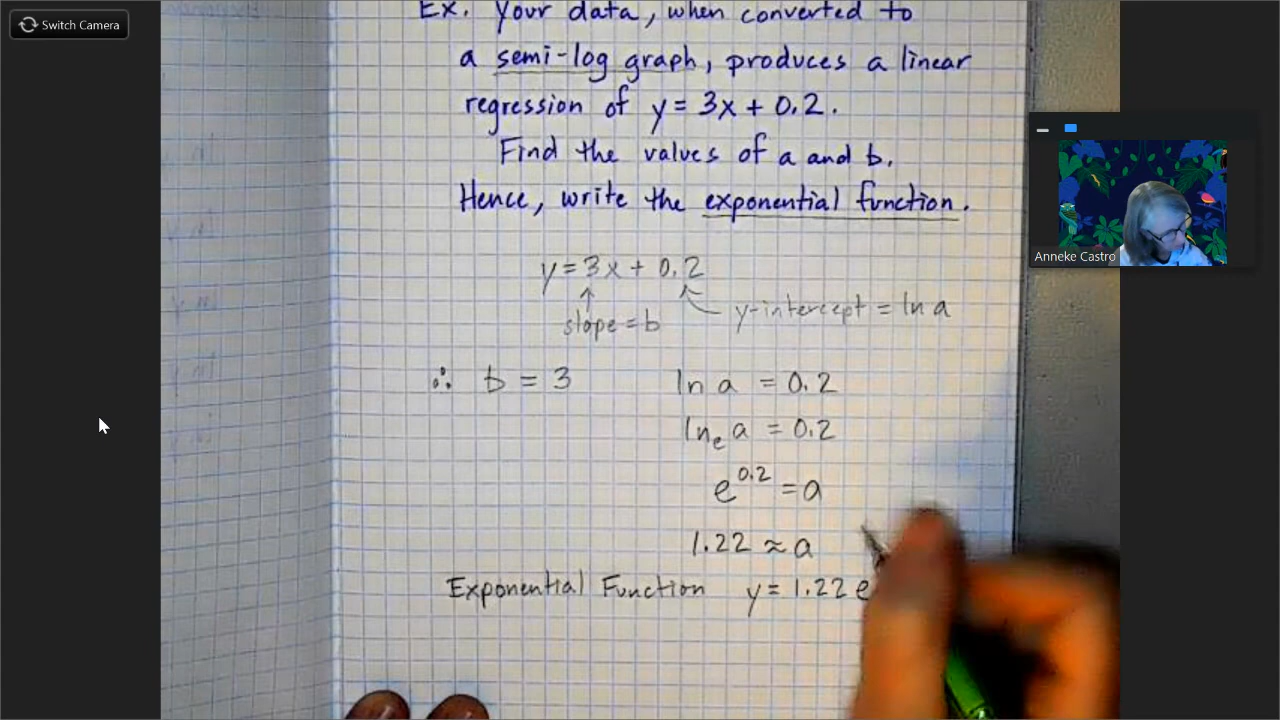 Switch Camera
Ex. Your data, when converted to
a semi-log graph, produces a linear
regression of y = 3x + 0.2.
Find the values of a and b.
Hence, write the exponential function.
y = 3x + 0.2
slope = b
y-intercept = ln a
∴ b = 3
ln a = 0.2
lnₑ a = 0.2
e^0.2 = a
1.22 ≈ a
Exponential Function y = 1.22 e
Anneke Castro